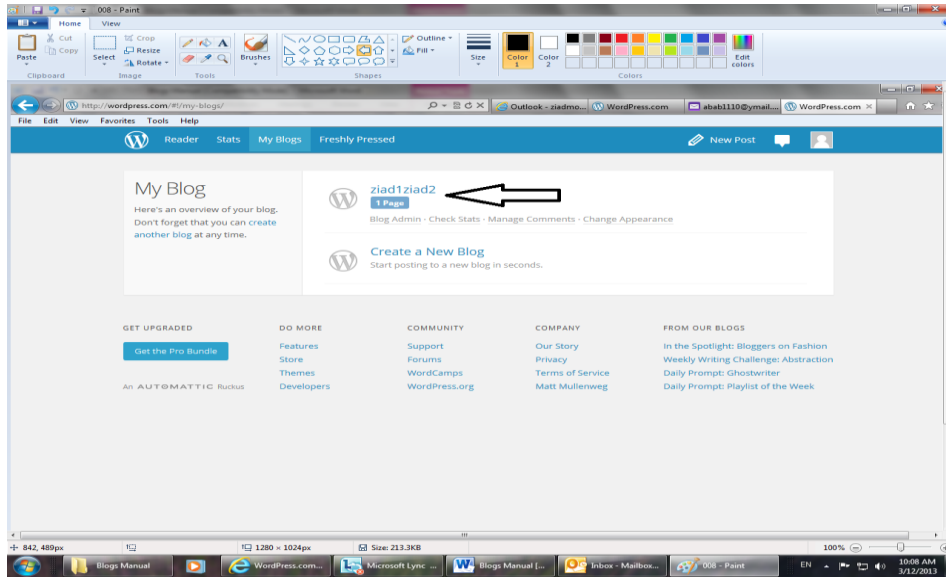 008 - Paint
Home View
Cut
Copy
Paste
Clipboard
Select
Crop
Resize
Rotate
Image
Tools
Brushes
Shapes
Outline
Fill
Size
Color 1
Color 2
Colors
Edit colors
http://wordpress.com/#!/my-blogs/
Outlook - ziadmo...
WordPress.com
abab1110@ymail....
WordPress.com
File Edit View Favorites Tools Help
Reader Stats My Blogs Freshly Pressed New Post
My Blog
Here's an overview of your blog.
Don't forget that you can create
another blog at any time.
ziad1ziad2
1 Page
Blog Admin · Check Stats · Manage Comments · Change Appearance
Create a New Blog
Start posting to a new blog in seconds.
GET UPGRADED
Get the Pro Bundle
An AUTOMATTIC Ruckus
DO MORE
Features
Store
Themes
Developers
COMMUNITY
Support
Forums
WordCamps
WordPress.org
COMPANY
Our Story
Privacy
Terms of Service
Matt Mullenweg
FROM OUR BLOGS
In the Spotlight: Bloggers on Fashion
Weekly Writing Challenge: Abstraction
Daily Prompt: Ghostwriter
Daily Prompt: Playlist of the Week
842, 489px
1280 × 1024px
Size: 213.3KB
100%
Blogs Manual
WordPress.com...
Microsoft Lync ...
Blogs Manual [...
Inbox - Mailbox...
008 - Paint
EN
10:08 AM
3/12/2013